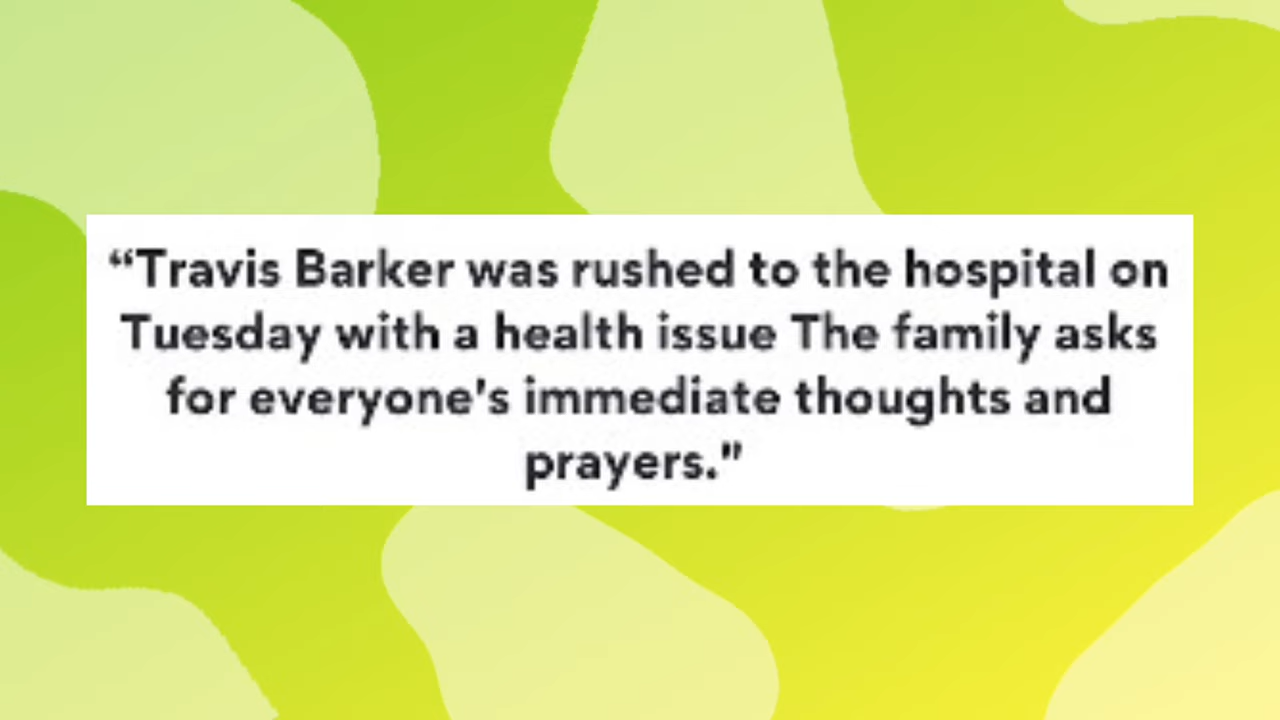 “Travis Barker was rushed to the hospital on
Tuesday with a health issue The family asks
for everyone's immediate thoughts and
prayers.”